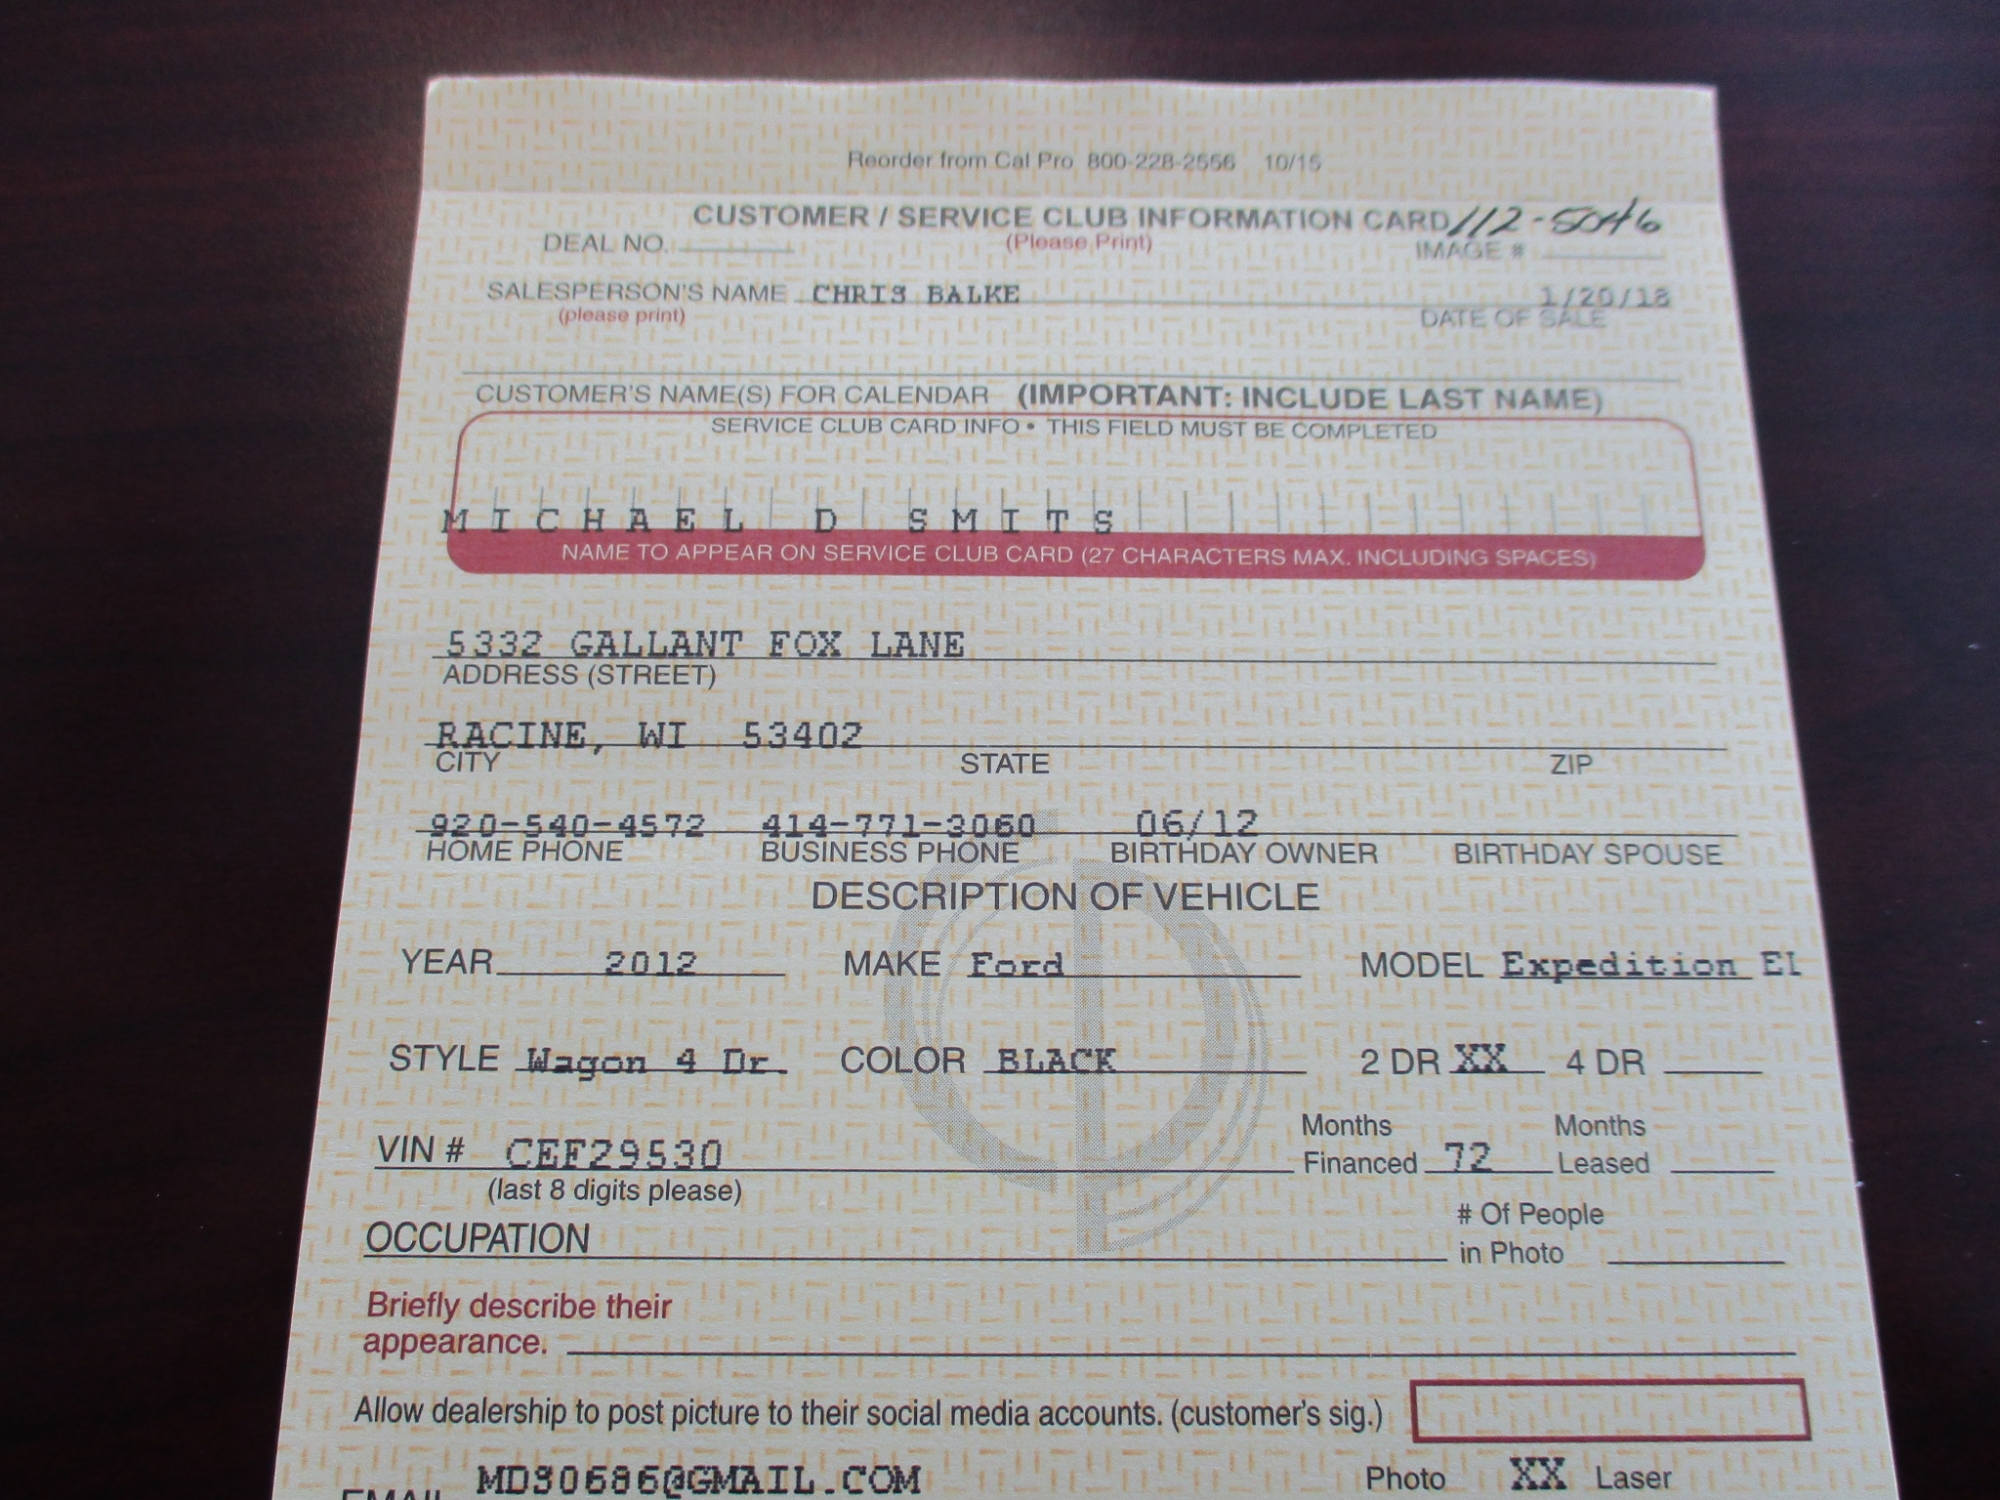 Reorder from Cal Pro 800-228-2556 10/15
CUSTOMER / SERVICE CLUB INFORMATION CARD 112-5046
DEAL NO. (Please Print) IMAGE #
SALESPERSON'S NAME CHRIS BALKE 1/20/18
(please print) DATE OF SALE
CUSTOMER'S NAME(S) FOR CALENDAR (IMPORTANT: INCLUDE LAST NAME)
SERVICE CLUB CARD INFO • THIS FIELD MUST BE COMPLETED
MICHAEL D SMITS
NAME TO APPEAR ON SERVICE CLUB CARD (27 CHARACTERS MAX. INCLUDING SPACES)
5332 GALLANT FOX LANE
ADDRESS (STREET)
RACINE, WI 53402
CITY STATE ZIP
920-540-4572 414-771-3060 06/12
HOME PHONE BUSINESS PHONE BIRTHDAY OWNER BIRTHDAY SPOUSE
DESCRIPTION OF VEHICLE
YEAR 2012 MAKE Ford MODEL Expedition EL
STYLE Wagon 4 Dr. COLOR BLACK 2 DR XX 4 DR
Months Months
VIN # CEF29530 Financed 72 Leased
(last 8 digits please)
# Of People
OCCUPATION in Photo
Briefly describe their
appearance.
Allow dealership to post picture to their social media accounts. (customer's sig.)
MDS0686@GMAIL.COM Photo XX Laser
EMAIL